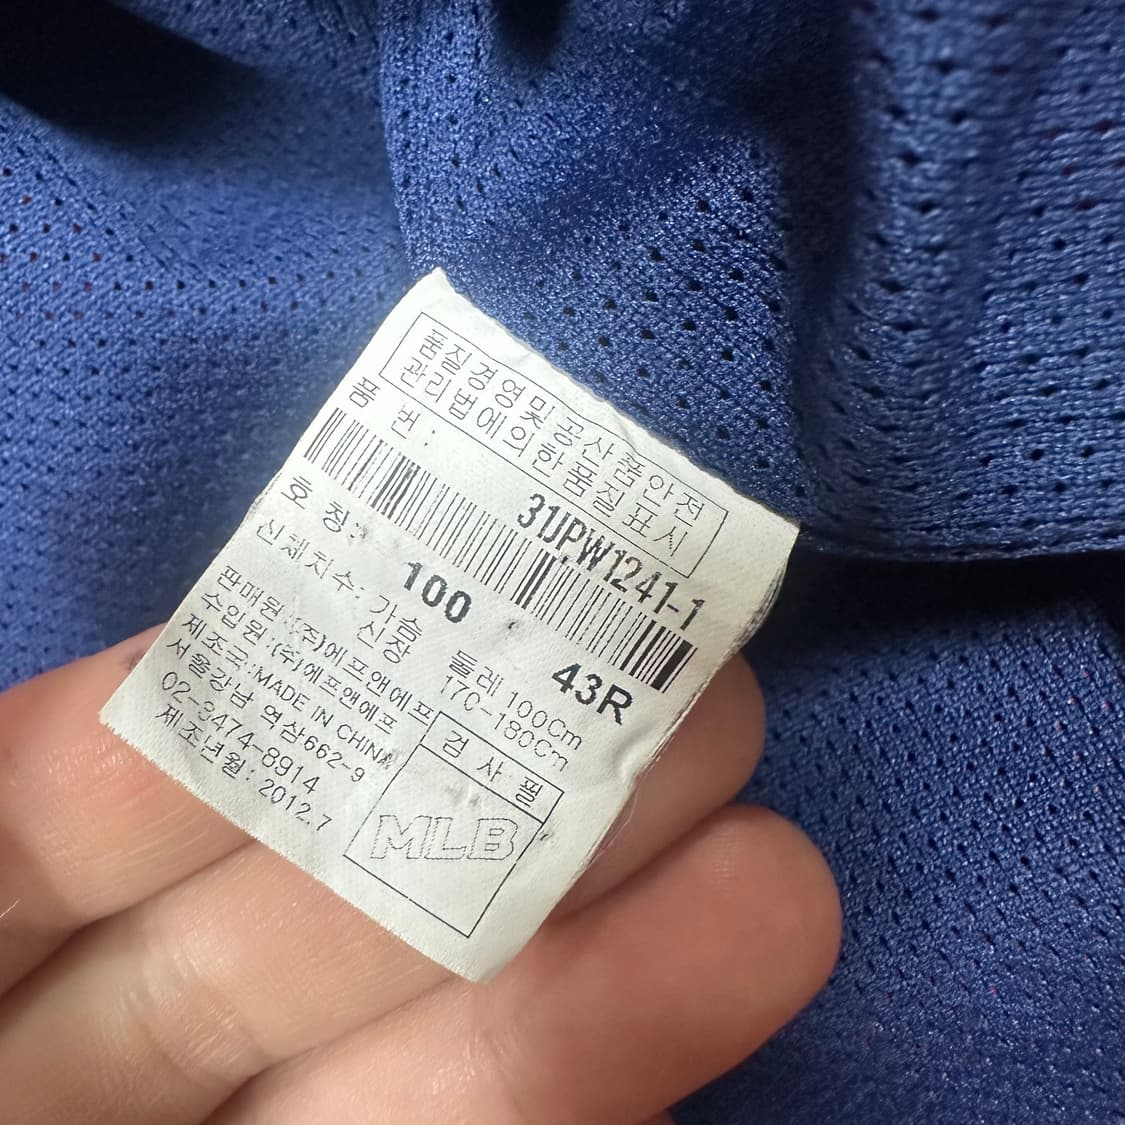 품질경영및공산품안전
관리법에의한품질표시
품 번 :
31JPW1241-1
호 칭 : 100 43R
신체치수 : 가슴 둘레 100Cm
신장 170-180Cm
판매원 : (주)에프앤에프
수입원 : (주)에프앤에프
제조국 : MADE IN CHINA
서울강남 역삼662-9
02-3474-8914
제조년월 : 2012.7
검 사 필
MLB